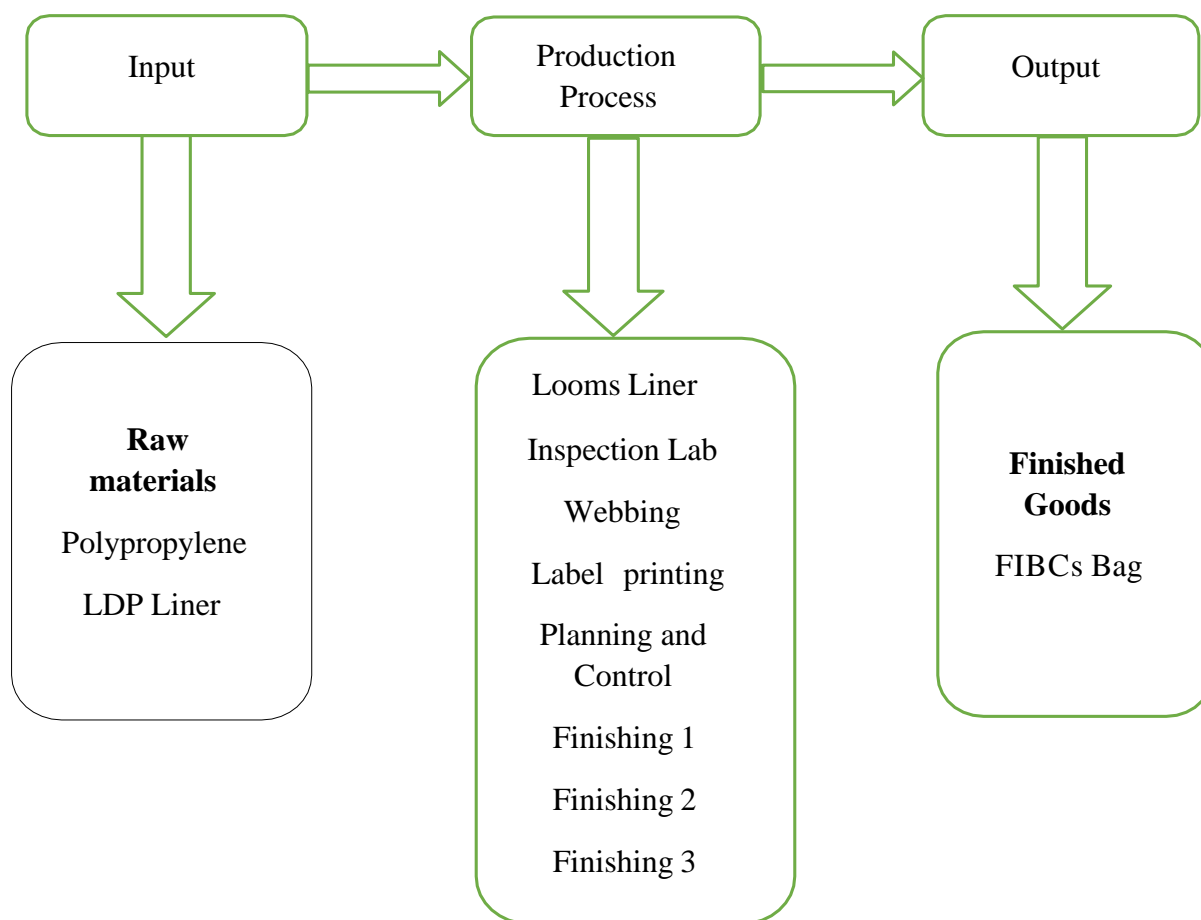 Input
Production
Process
Output
Raw
materials
Polypropylene
LDP Liner
Looms Liner
Inspection Lab
Webbing
Label printing
Planning and
Control
Finishing 1
Finishing 2
Finishing 3
Finished
Goods
FIBCs Bag